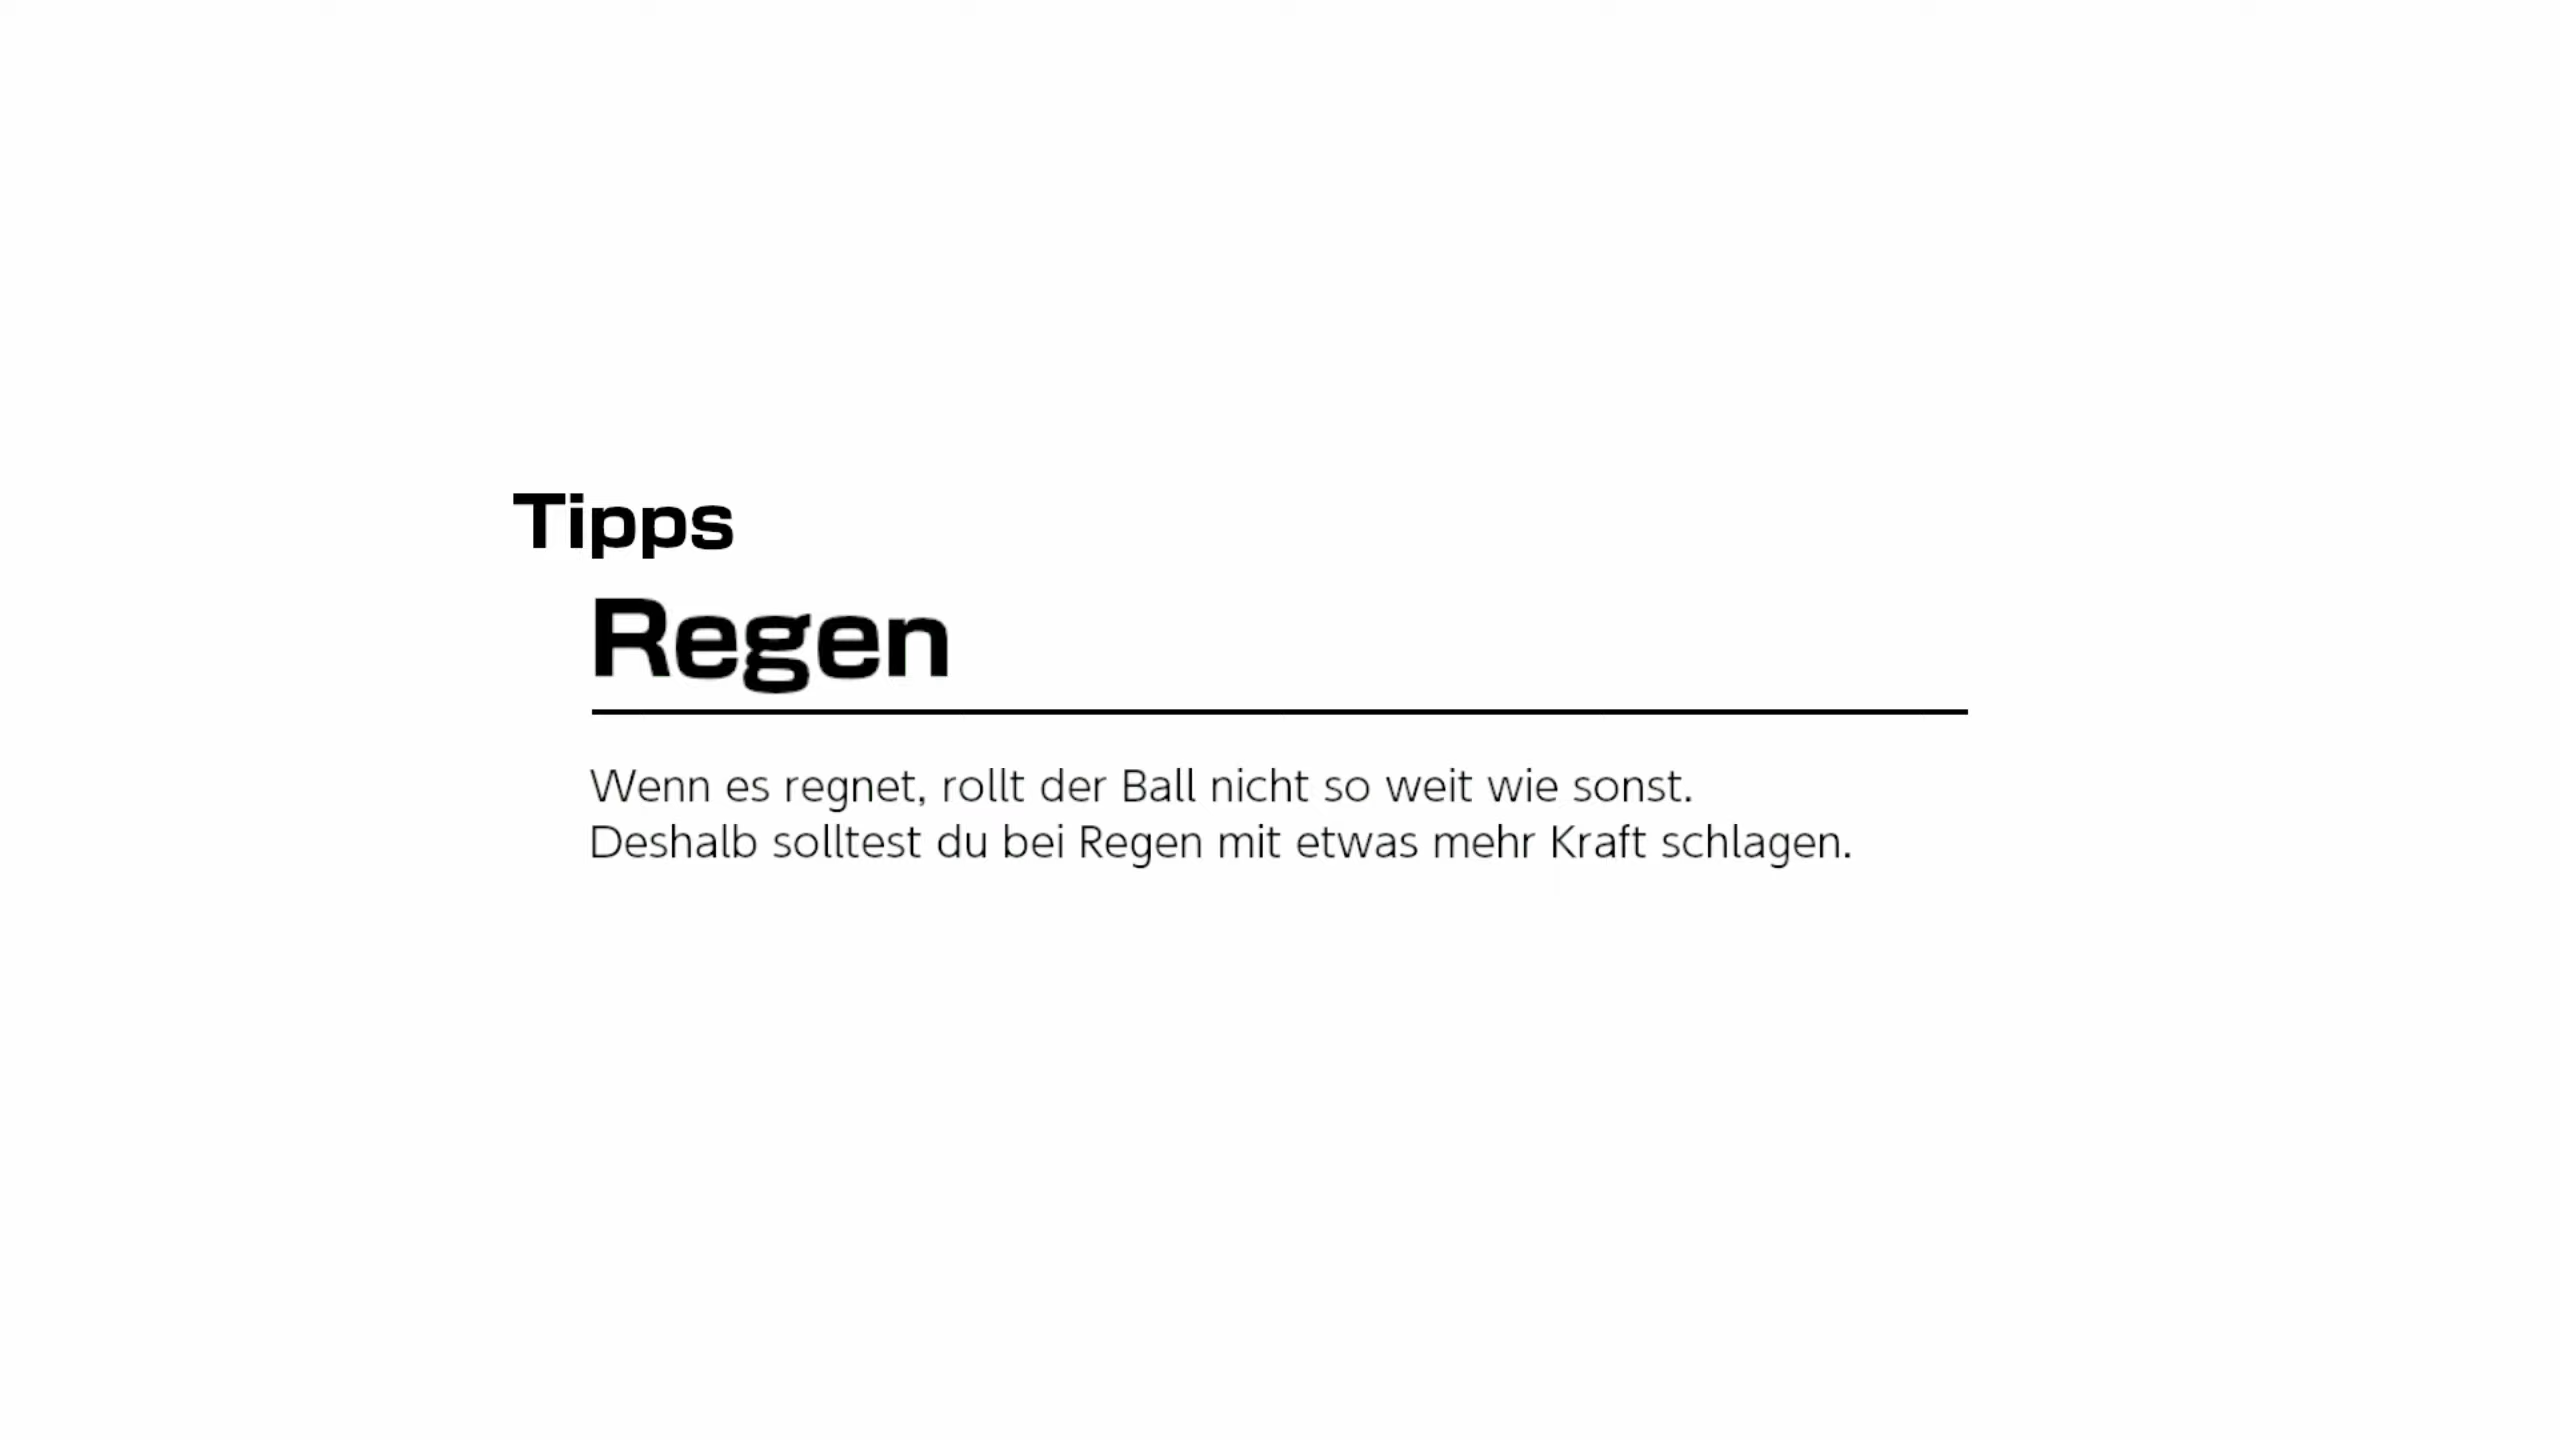 Tipps
Regen
Wenn es regnet, rollt der Ball nicht so weit wie sonst.
Deshalb solltest du bei Regen mit etwas mehr Kraft schlagen.